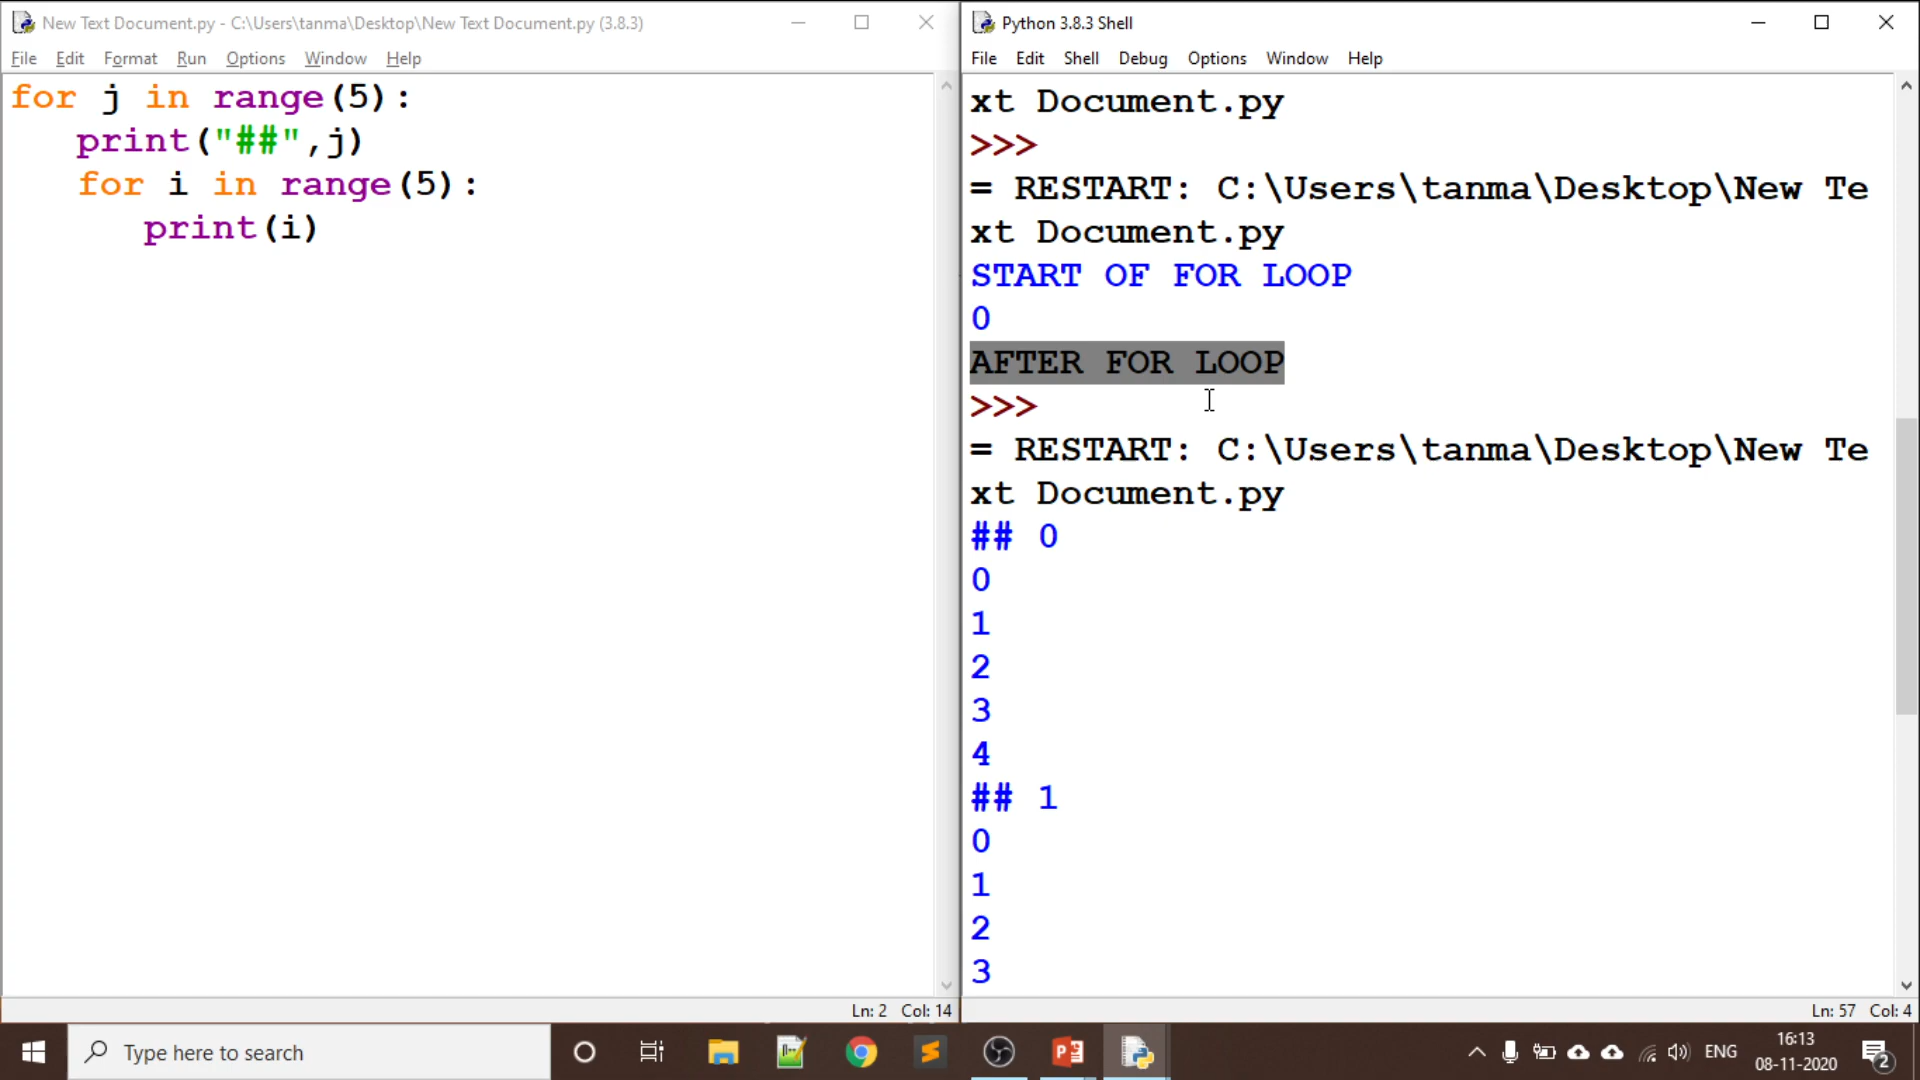 New Text Document.py - C:\Users\tanma\Desktop\New Text Document.py (3.8.3)
File Edit Format Run Options Window Help
for j in range(5):
   print("##",j)
   for i in range(5):
      print(i)
Ln: 2 Col: 14
Python 3.8.3 Shell
File Edit Shell Debug Options Window Help
xt Document.py
>>>
= RESTART: C:\Users\tanma\Desktop\New Te
xt Document.py
START OF FOR LOOP
0
AFTER FOR LOOP
>>>
= RESTART: C:\Users\tanma\Desktop\New Te
xt Document.py
## 0
0
1
2
3
4
## 1
0
1
2
3
Ln: 57 Col: 4
Type here to search
ENG
16:13
08-11-2020
2